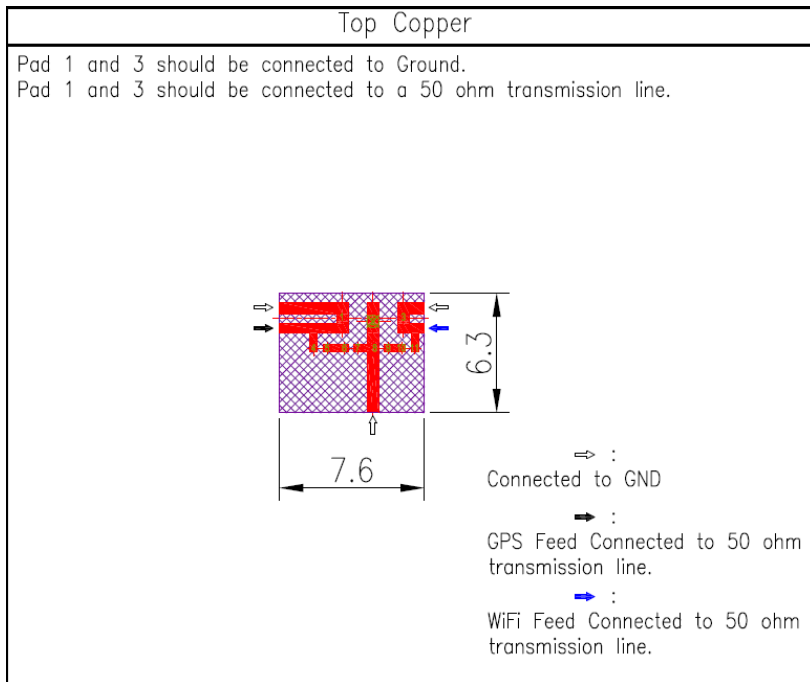 Top Copper
Pad 1 and 3 should be connected to Ground.
Pad 1 and 3 should be connected to a 50 ohm transmission line.
6.3
7.6
:
Connected to GND
:
GPS Feed Connected to 50 ohm
transmission line.
:
WiFi Feed Connected to 50 ohm
transmission line.